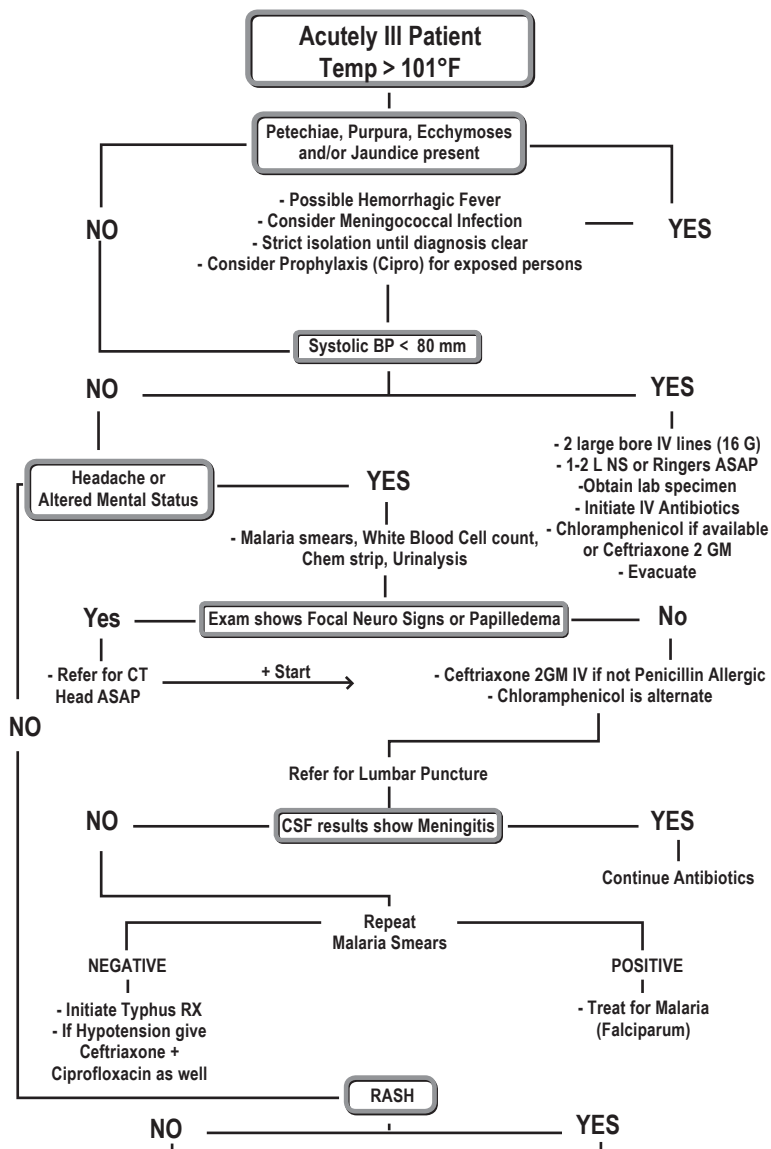 Acutely Ill Patient
Temp > 101°F
Petechiae, Purpura, Ecchymoses
and/or Jaundice present
NO
- Possible Hemorrhagic Fever
- Consider Meningococcal Infection
- Strict isolation until diagnosis clear
- Consider Prophylaxis (Cipro) for exposed persons
YES
Systolic BP < 80 mm
NO
YES
- 2 large bore IV lines (16 G)
- 1-2 L NS or Ringers ASAP
-Obtain lab specimen
- Initiate IV Antibiotics
- Chloramphenicol if available
or Ceftriaxone 2 GM
- Evacuate
Headache or
Altered Mental Status
YES
- Malaria smears, White Blood Cell count,
Chem strip, Urinalysis
Yes
Exam shows Focal Neuro Signs or Papilledema
No
- Refer for CT
Head ASAP
+ Start
- Ceftriaxone 2GM IV if not Penicillin Allergic
- Chloramphenicol is alternate
NO
Refer for Lumbar Puncture
NO
CSF results show Meningitis
YES
Continue Antibiotics
Repeat
Malaria Smears
NEGATIVE
POSITIVE
- Initiate Typhus RX
- If Hypotension give
Ceftriaxone +
Ciprofloxacin as well
- Treat for Malaria
(Falciparum)
RASH
NO
YES